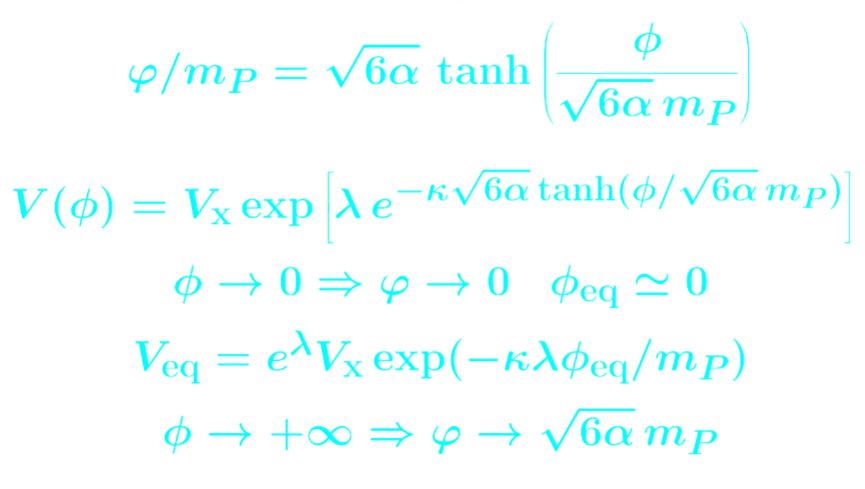 φ/m_P = √(6α) tanh (ϕ / (√(6α) m_P))
V(ϕ) = V_x exp [λ e^{−κ√(6α) tanh(ϕ/√(6α) m_P)}]
ϕ → 0 ⇒ φ → 0   ϕ_eq ≃ 0
V_eq = e^λ V_x exp(−κλϕ_eq/m_P)
ϕ → +∞ ⇒ φ → √(6α) m_P